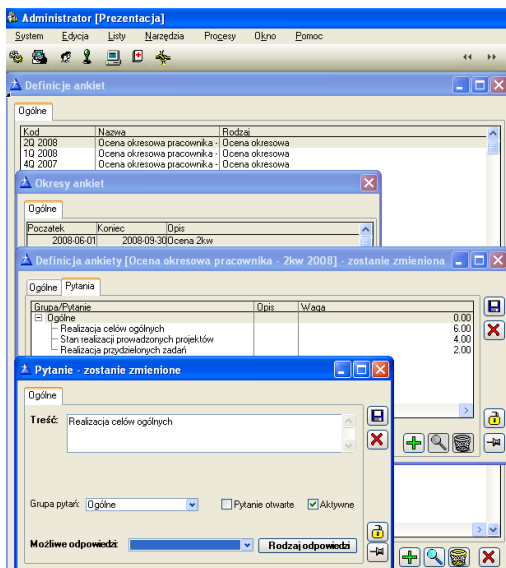 Administrator [Prezentacja]
System Edycja Listy Narzędzia Procesy Okno Pomoc
Definicje ankiet
Ogólne
Kod Nazwa Rodzaj
2Q 2008 Ocena okresowa pracownika - Ocena okresowa
1Q 2008 Ocena okresowa pracownika - Ocena okresowa
4Q 2007 Ocena okresowa pracownika - Ocena okresowa
Okresy ankiet
Ogólne
Poczatek Koniec Opis
2008-06-01 2008-09-30 Ocena 2kw
Definicja ankiety [Ocena okresowa pracownika - 2kw 2008] - zostanie zmieniona
Ogólne Pytania
Grupa/Pytanie Opis Waga
Ogólne 0.00
Realizacja celów ogólnych 6.00
Stan realizacji prowadzonych projektów 4.00
Realizacja przydzielonych zadań 2.00
Pytanie - zostanie zmienione
Ogólne
Treść: Realizacja celów ogólnych
Grupa pytań: Ogólne Pytanie otwarte Aktywne
Możliwe odpowiedzi: Rodzaj odpowiedzi